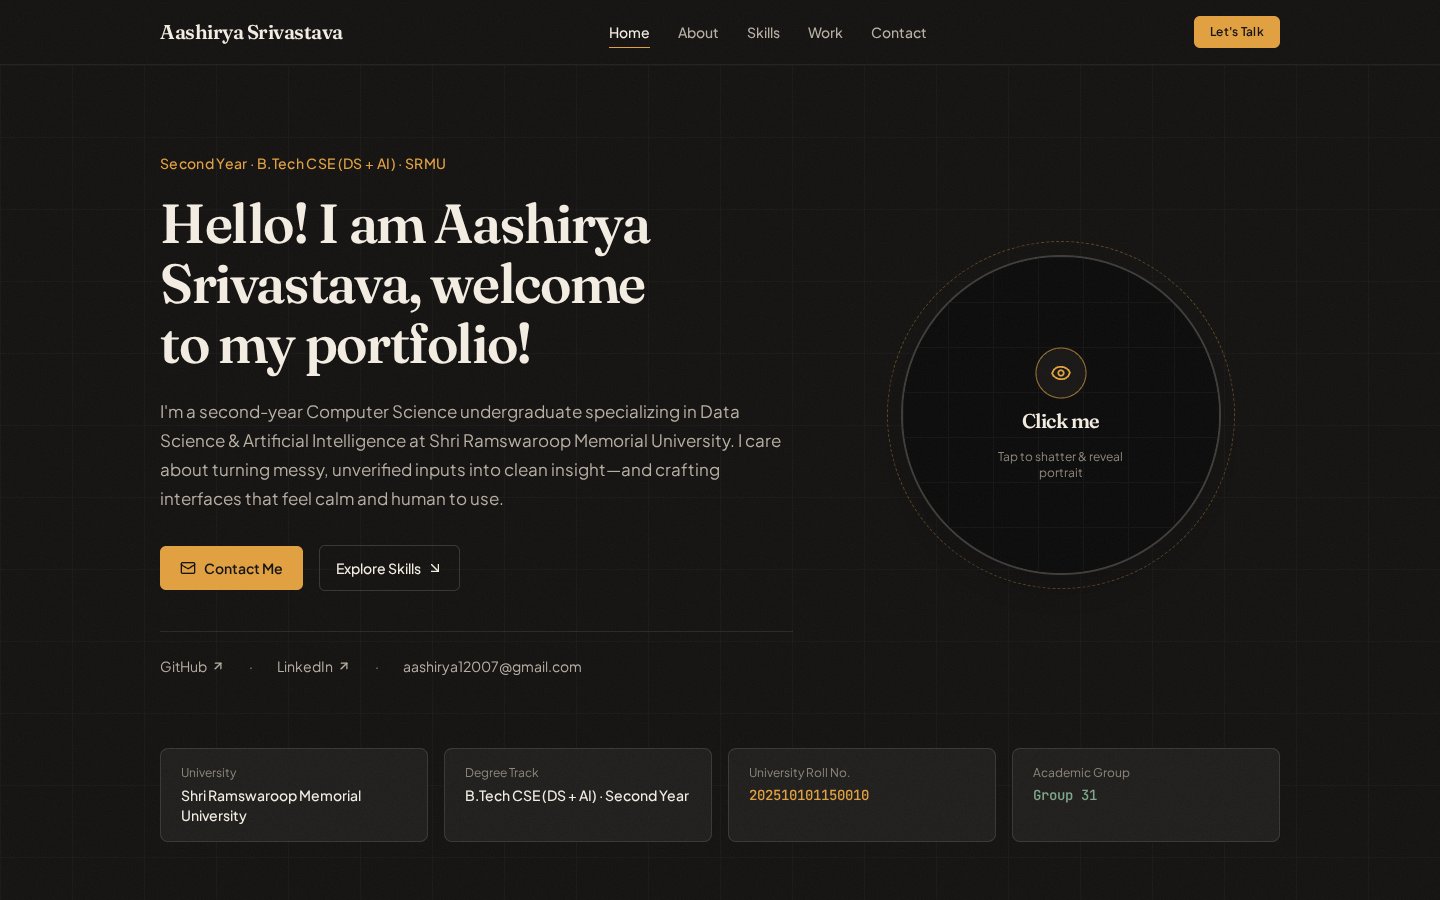 Aashirya Srivastava
Home
About
Skills
Work
Contact
Let's Talk
Second Year · B.Tech CSE (DS + AI) · SRMU
Hello! I am Aashirya
Srivastava, welcome
to my portfolio!
I'm a second-year Computer Science undergraduate specializing in Data
Science & Artificial Intelligence at Shri Ramswaroop Memorial University. I care
about turning messy, unverified inputs into clean insight—and crafting
interfaces that feel calm and human to use.
Contact Me
Explore Skills
GitHub · LinkedIn · aashirya12007@gmail.com
Click me
Tap to shatter & reveal
portrait
University
Shri Ramswaroop Memorial
University
Degree Track
B.Tech CSE (DS + AI) · Second Year
University Roll No.
202510101150010
Academic Group
Group 31